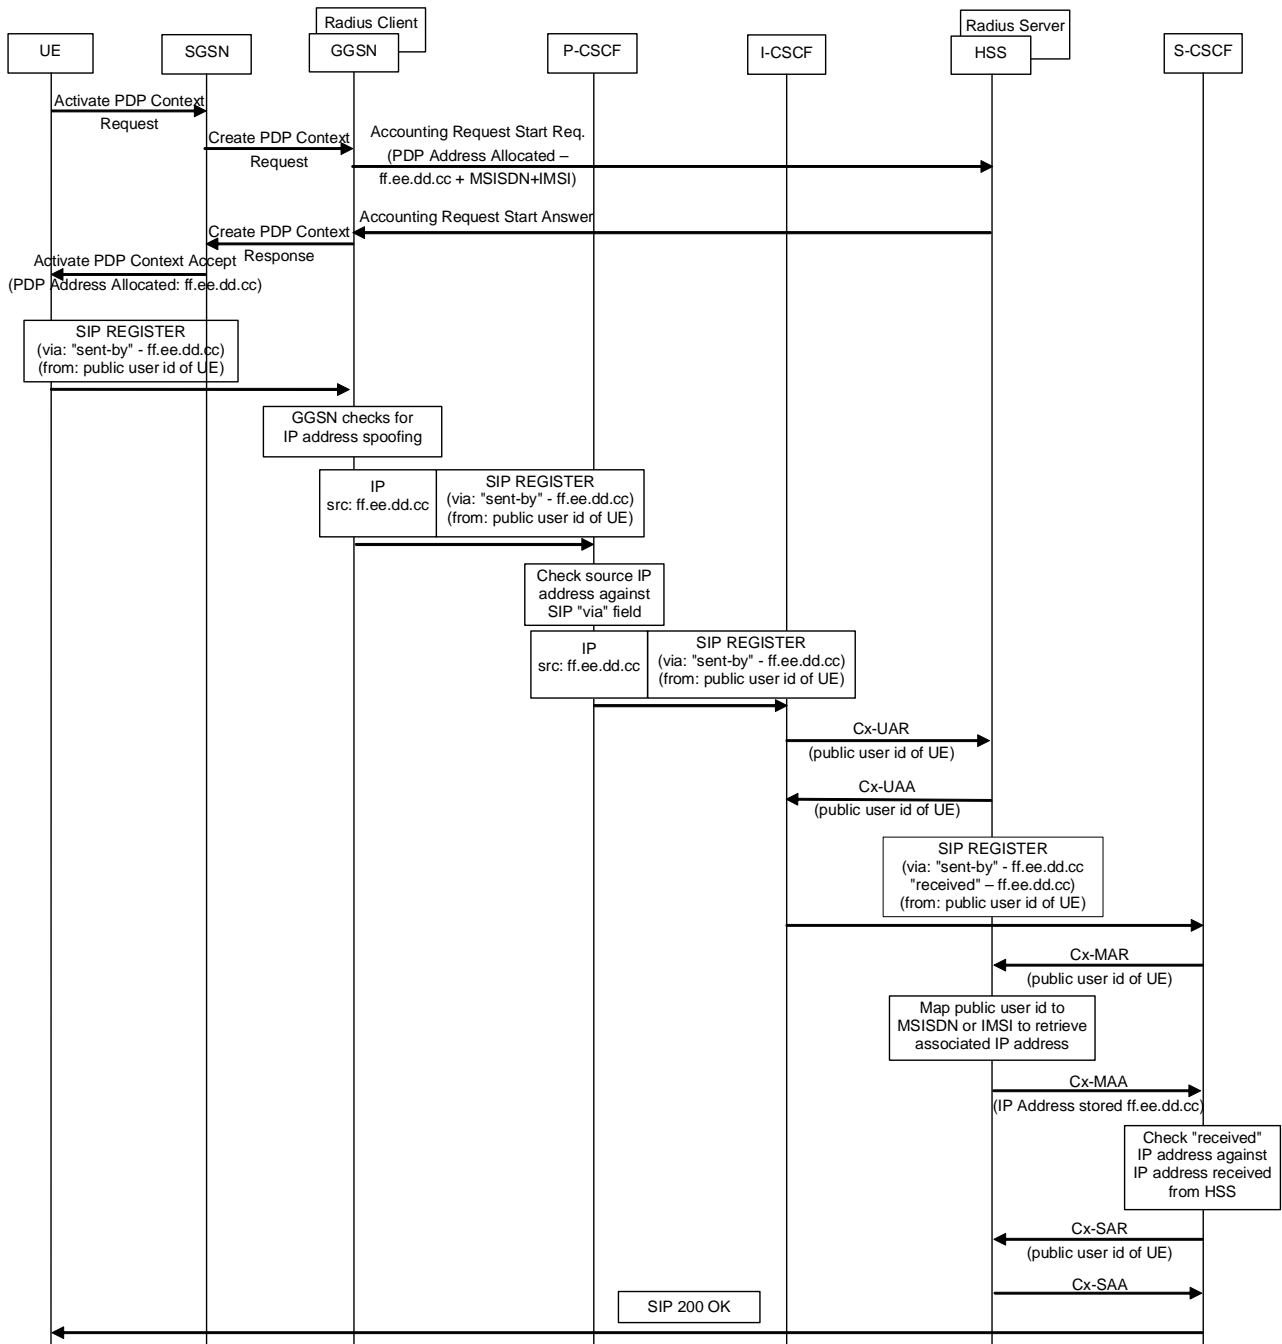 Radius Client
Radius Server
UE
SGSN
GGSN
P-CSCF
I-CSCF
HSS
S-CSCF
Activate PDP Context
Request
Create PDP Context
Request
Accounting Request Start Req.
(PDP Address Allocated –
ff.ee.dd.cc + MSISDN+IMSI)
Accounting Request Start Answer
Create PDP Context
Response
Activate PDP Context Accept
(PDP Address Allocated: ff.ee.dd.cc)
SIP REGISTER
(via: "sent-by" - ff.ee.dd.cc)
(from: public user id of UE)
GGSN checks for
IP address spoofing
IP
src: ff.ee.dd.cc
SIP REGISTER
(via: "sent-by" - ff.ee.dd.cc)
(from: public user id of UE)
Check source IP
address against
SIP "via" field
IP
src: ff.ee.dd.cc
SIP REGISTER
(via: "sent-by" - ff.ee.dd.cc)
(from: public user id of UE)
Cx-UAR
(public user id of UE)
Cx-UAA
(public user id of UE)
SIP REGISTER
(via: "sent-by" - ff.ee.dd.cc
"received" – ff.ee.dd.cc)
(from: public user id of UE)
Cx-MAR
(public user id of UE)
Map public user id to
MSISDN or IMSI to retrieve
associated IP address
Cx-MAA
(IP Address stored ff.ee.dd.cc)
Check "received"
IP address against
IP address received
from HSS
Cx-SAR
(public user id of UE)
Cx-SAA
SIP 200 OK